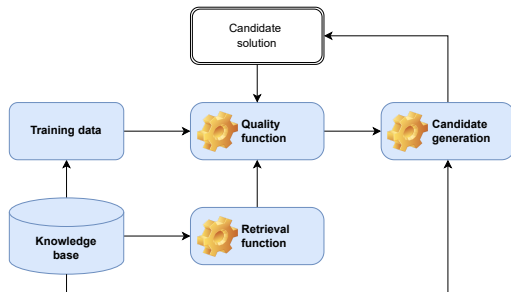 Candidate
solution
Training data
Quality
function
Candidate
generation
Knowledge
base
Retrieval
function